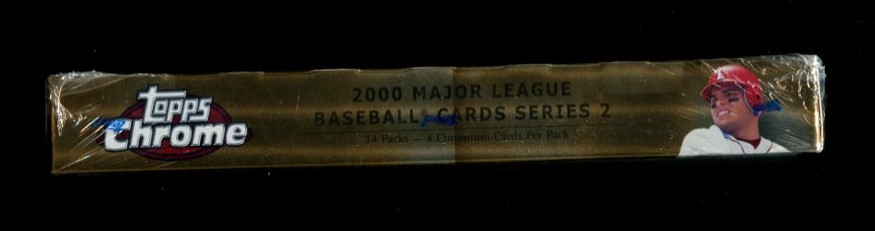 Topps
Chrome
2000 MAJOR LEAGUE
BASEBALL® CARDS SERIES 2
24 Packs – 4 Chromium Cards Per Pack